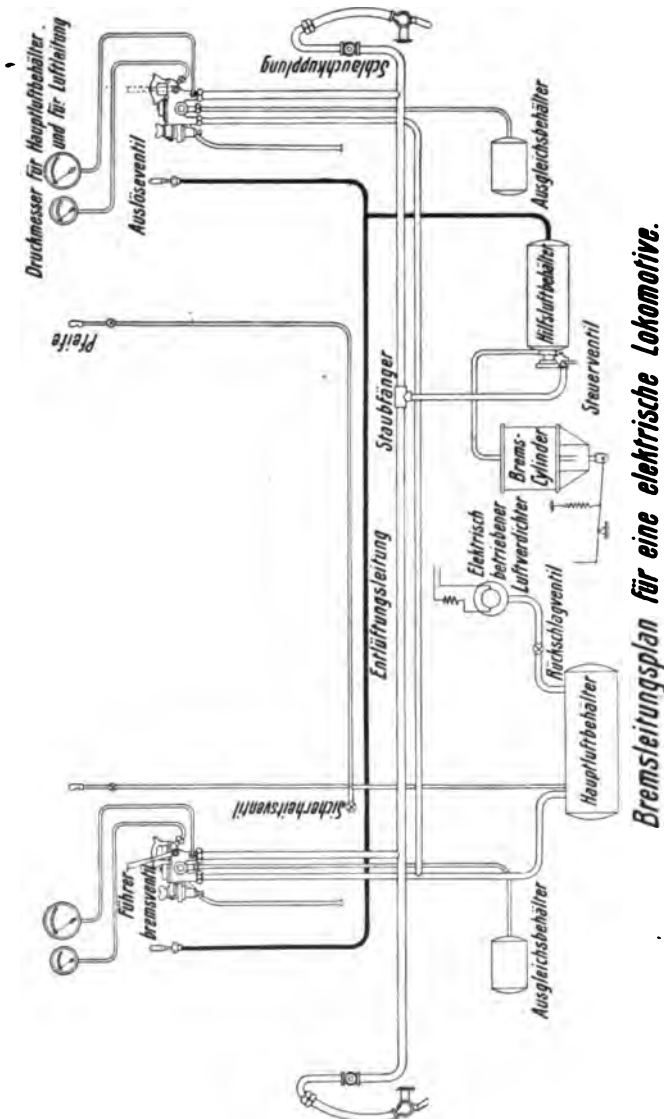 Druckmesser für Hauptluftbehälter
und für Luftleitung
Auslöseventil
Pfeife
Schlauchkupplung
Ausgleichsbehälter
Führer
bremsventil
Sicherheitsventil
Entlüftungsleitung
Staubfänger
Hilfsluftbehälter
Steuerventil
Brems-
Cylinder
Elektrisch
betriebener
Luftverdichter
Rückschlagventil
Hauptluftbehälter
Ausgleichsbehälter
Bremsleitungsplan für eine elektrische Lokomotive.